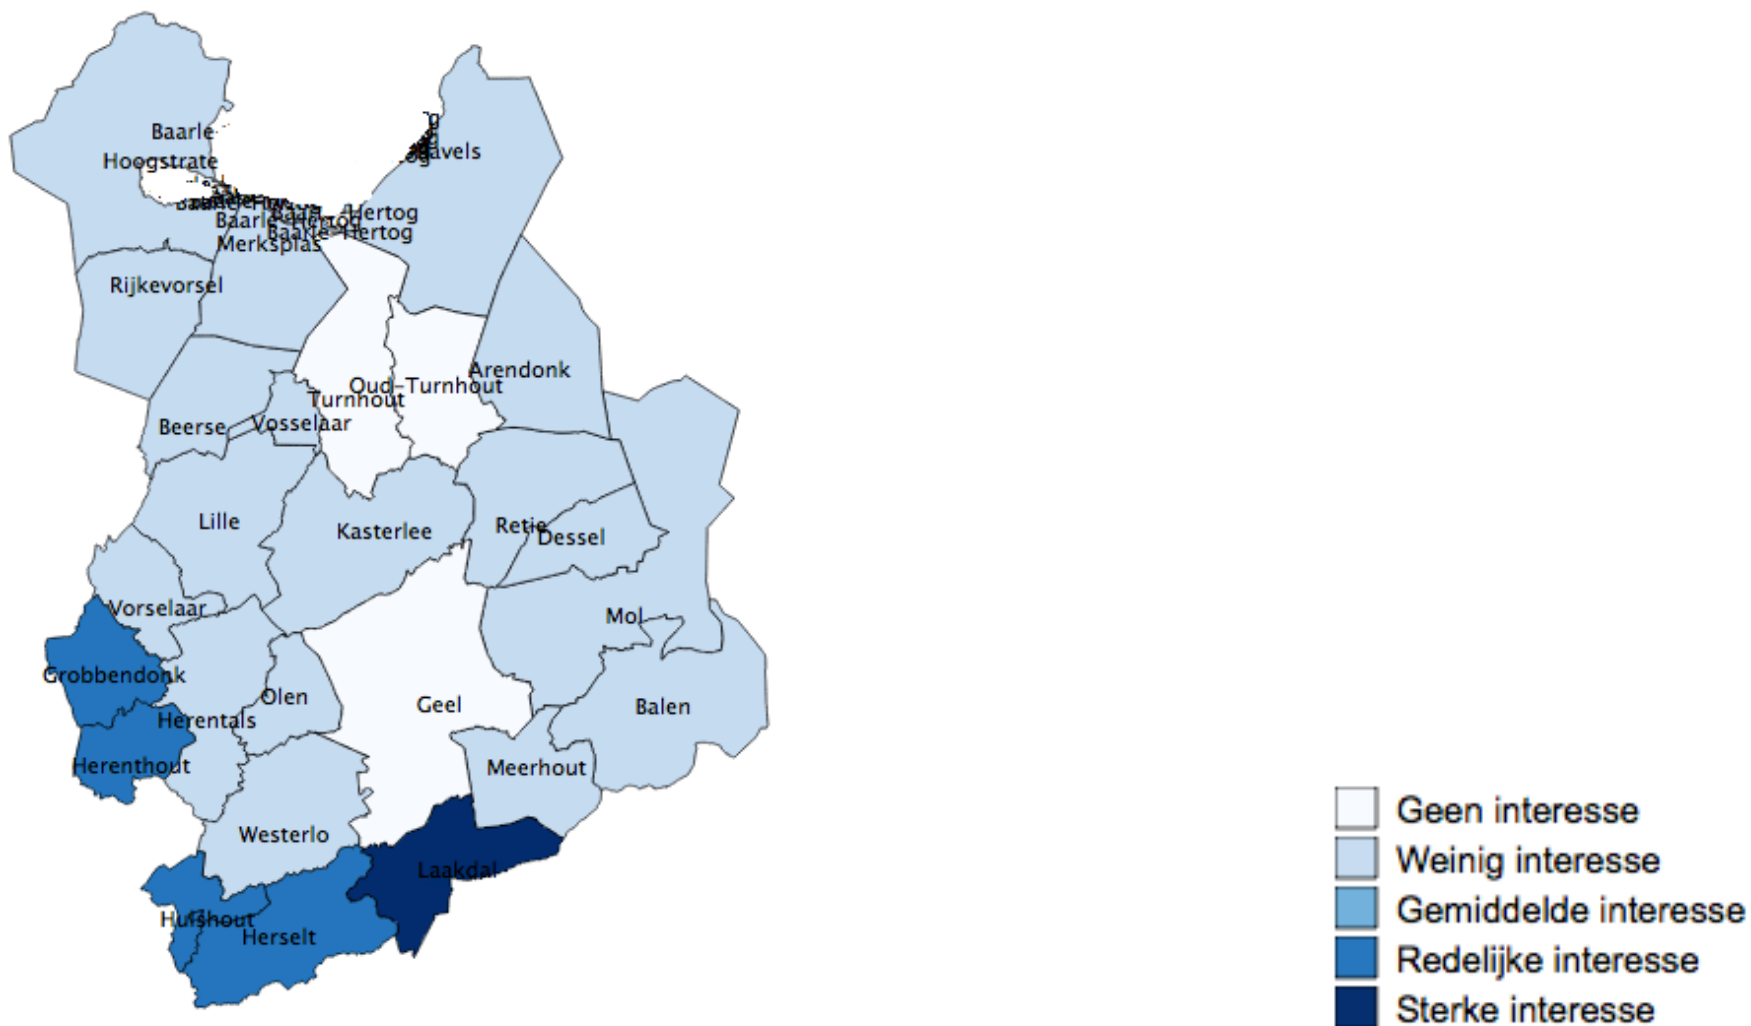 Baarle
Hoogstrate
Baarle-Hertog
Merksplas
Baarle-Hertog
Rijkevorsel
Arendonk
Oud-Turnhout
Turnhout
Vosselaar
Beerse
Lille
Kasterlee
Retie
Dessel
Vorselaar
Mol
Grobbendonk
Olen
Geel
Balen
Herentals
Herenthout
Meerhout
Westerlo
Laakdal
Hulshout
Herselt
Geen interesse
Weinig interesse
Gemiddelde interesse
Redelijke interesse
Sterke interesse